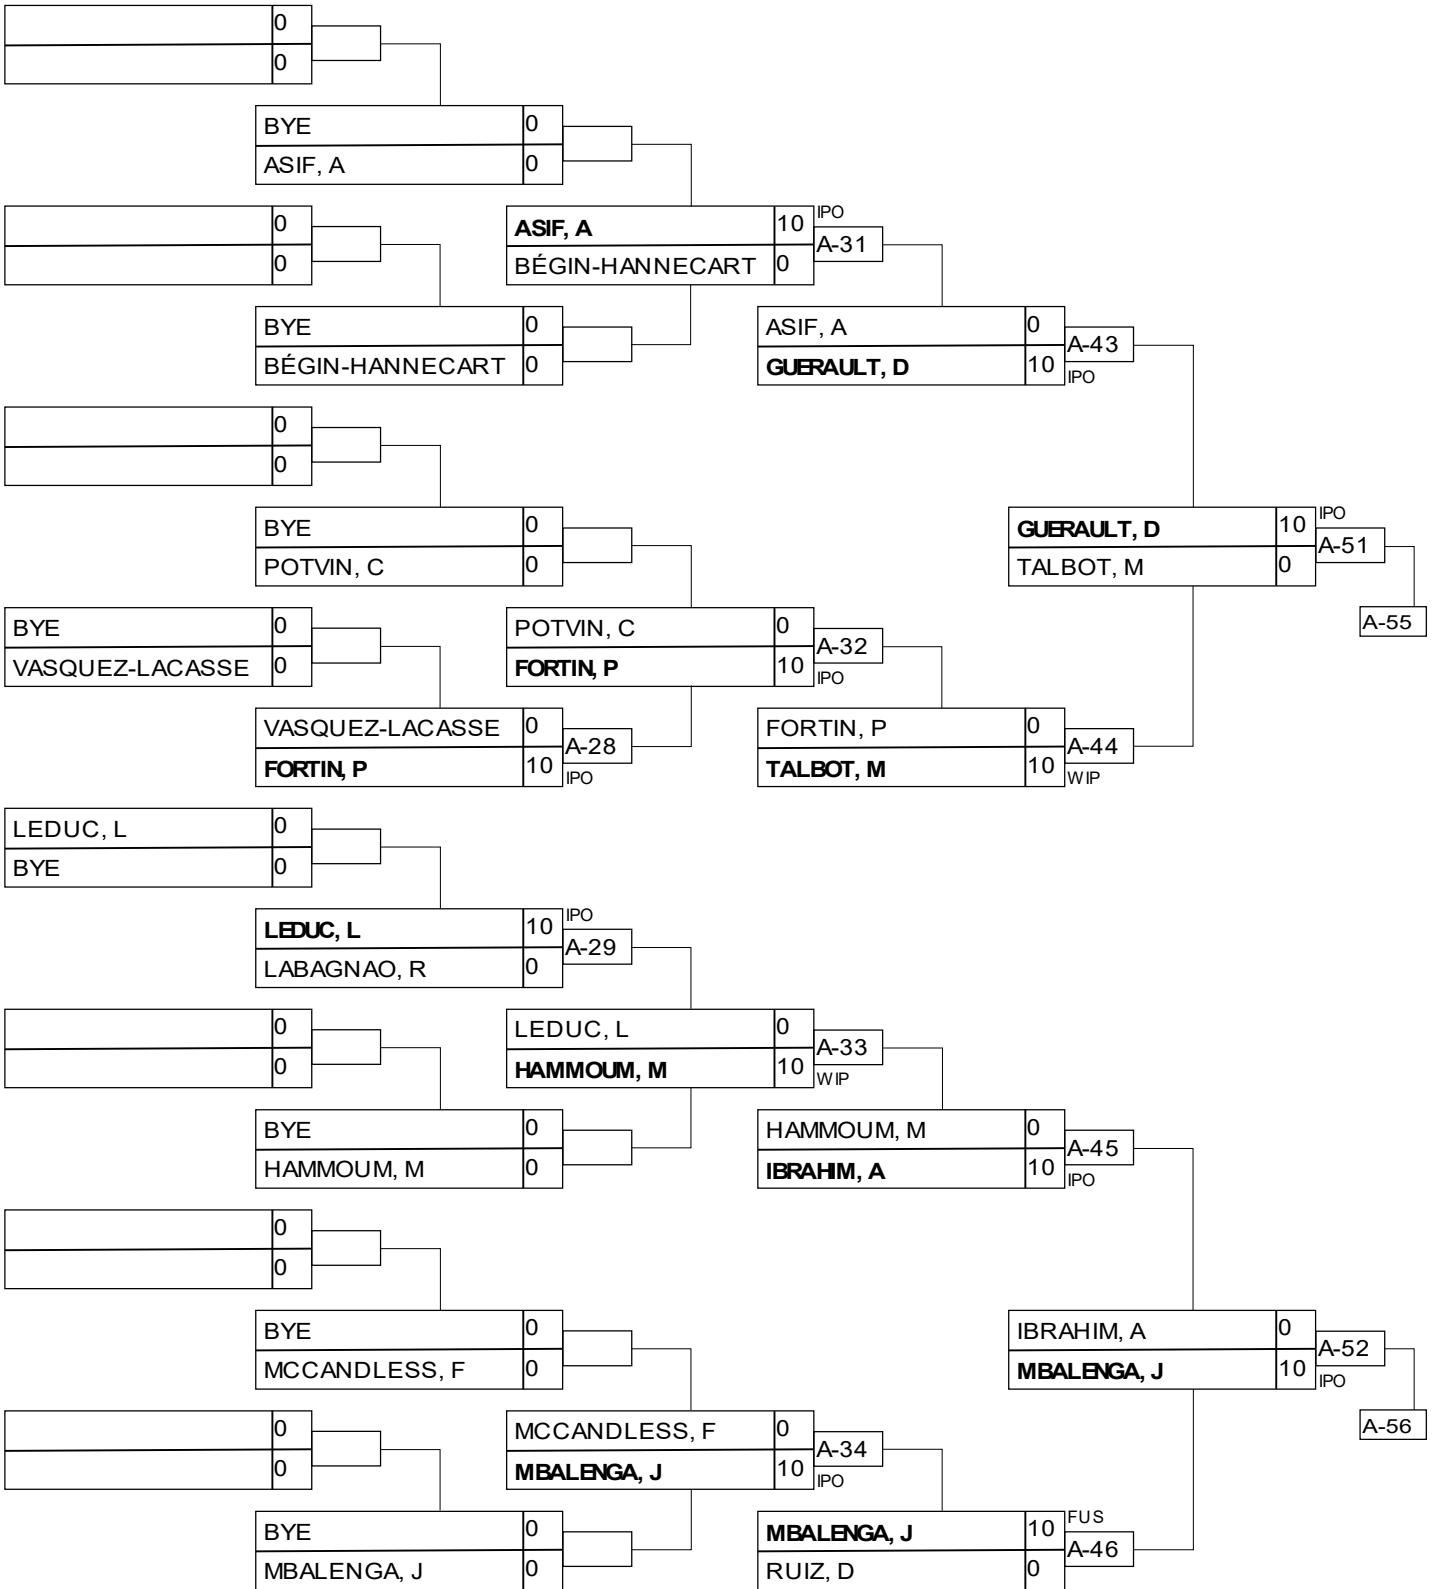 0
0
BYE 0
ASIF, A 0
0
0
ASIF, A 10 IPO
A-31
BÉGIN-HANNECART 0
BYE 0
BÉGIN-HANNECART 0
ASIF, A 0
A-43
GUERAULT, D 10 IPO
0
0
BYE 0
POTVIN, C 0
GUERAULT, D 10 IPO
A-51
TALBOT, M 0
BYE 0
VASQUEZ-LACASSE 0
POTVIN, C 0
A-32
FORTIN, P 10 IPO
A-55
VASQUEZ-LACASSE 0
A-28
FORTIN, P 10 IPO
FORTIN, P 0
A-44
TALBOT, M 10 WIP
LEDUC, L 0
BYE 0
LEDUC, L 10 IPO
A-29
LABAGNAO, R 0
0
0
LEDUC, L 0
A-33
HAMMOUM, M 10 WIP
BYE 0
HAMMOUM, M 0
HAMMOUM, M 0
A-45
IBRAHIM, A 10 IPO
0
0
BYE 0
MCCANDLESS, F 0
IBRAHIM, A 0
A-52
MBALENGA, J 10 IPO
0
0
MCCANDLESS, F 0
A-34
MBALENGA, J 10 IPO
A-56
BYE 0
MBALENGA, J 0
MBALENGA, J 10 FUS
A-46
RUIZ, D 0